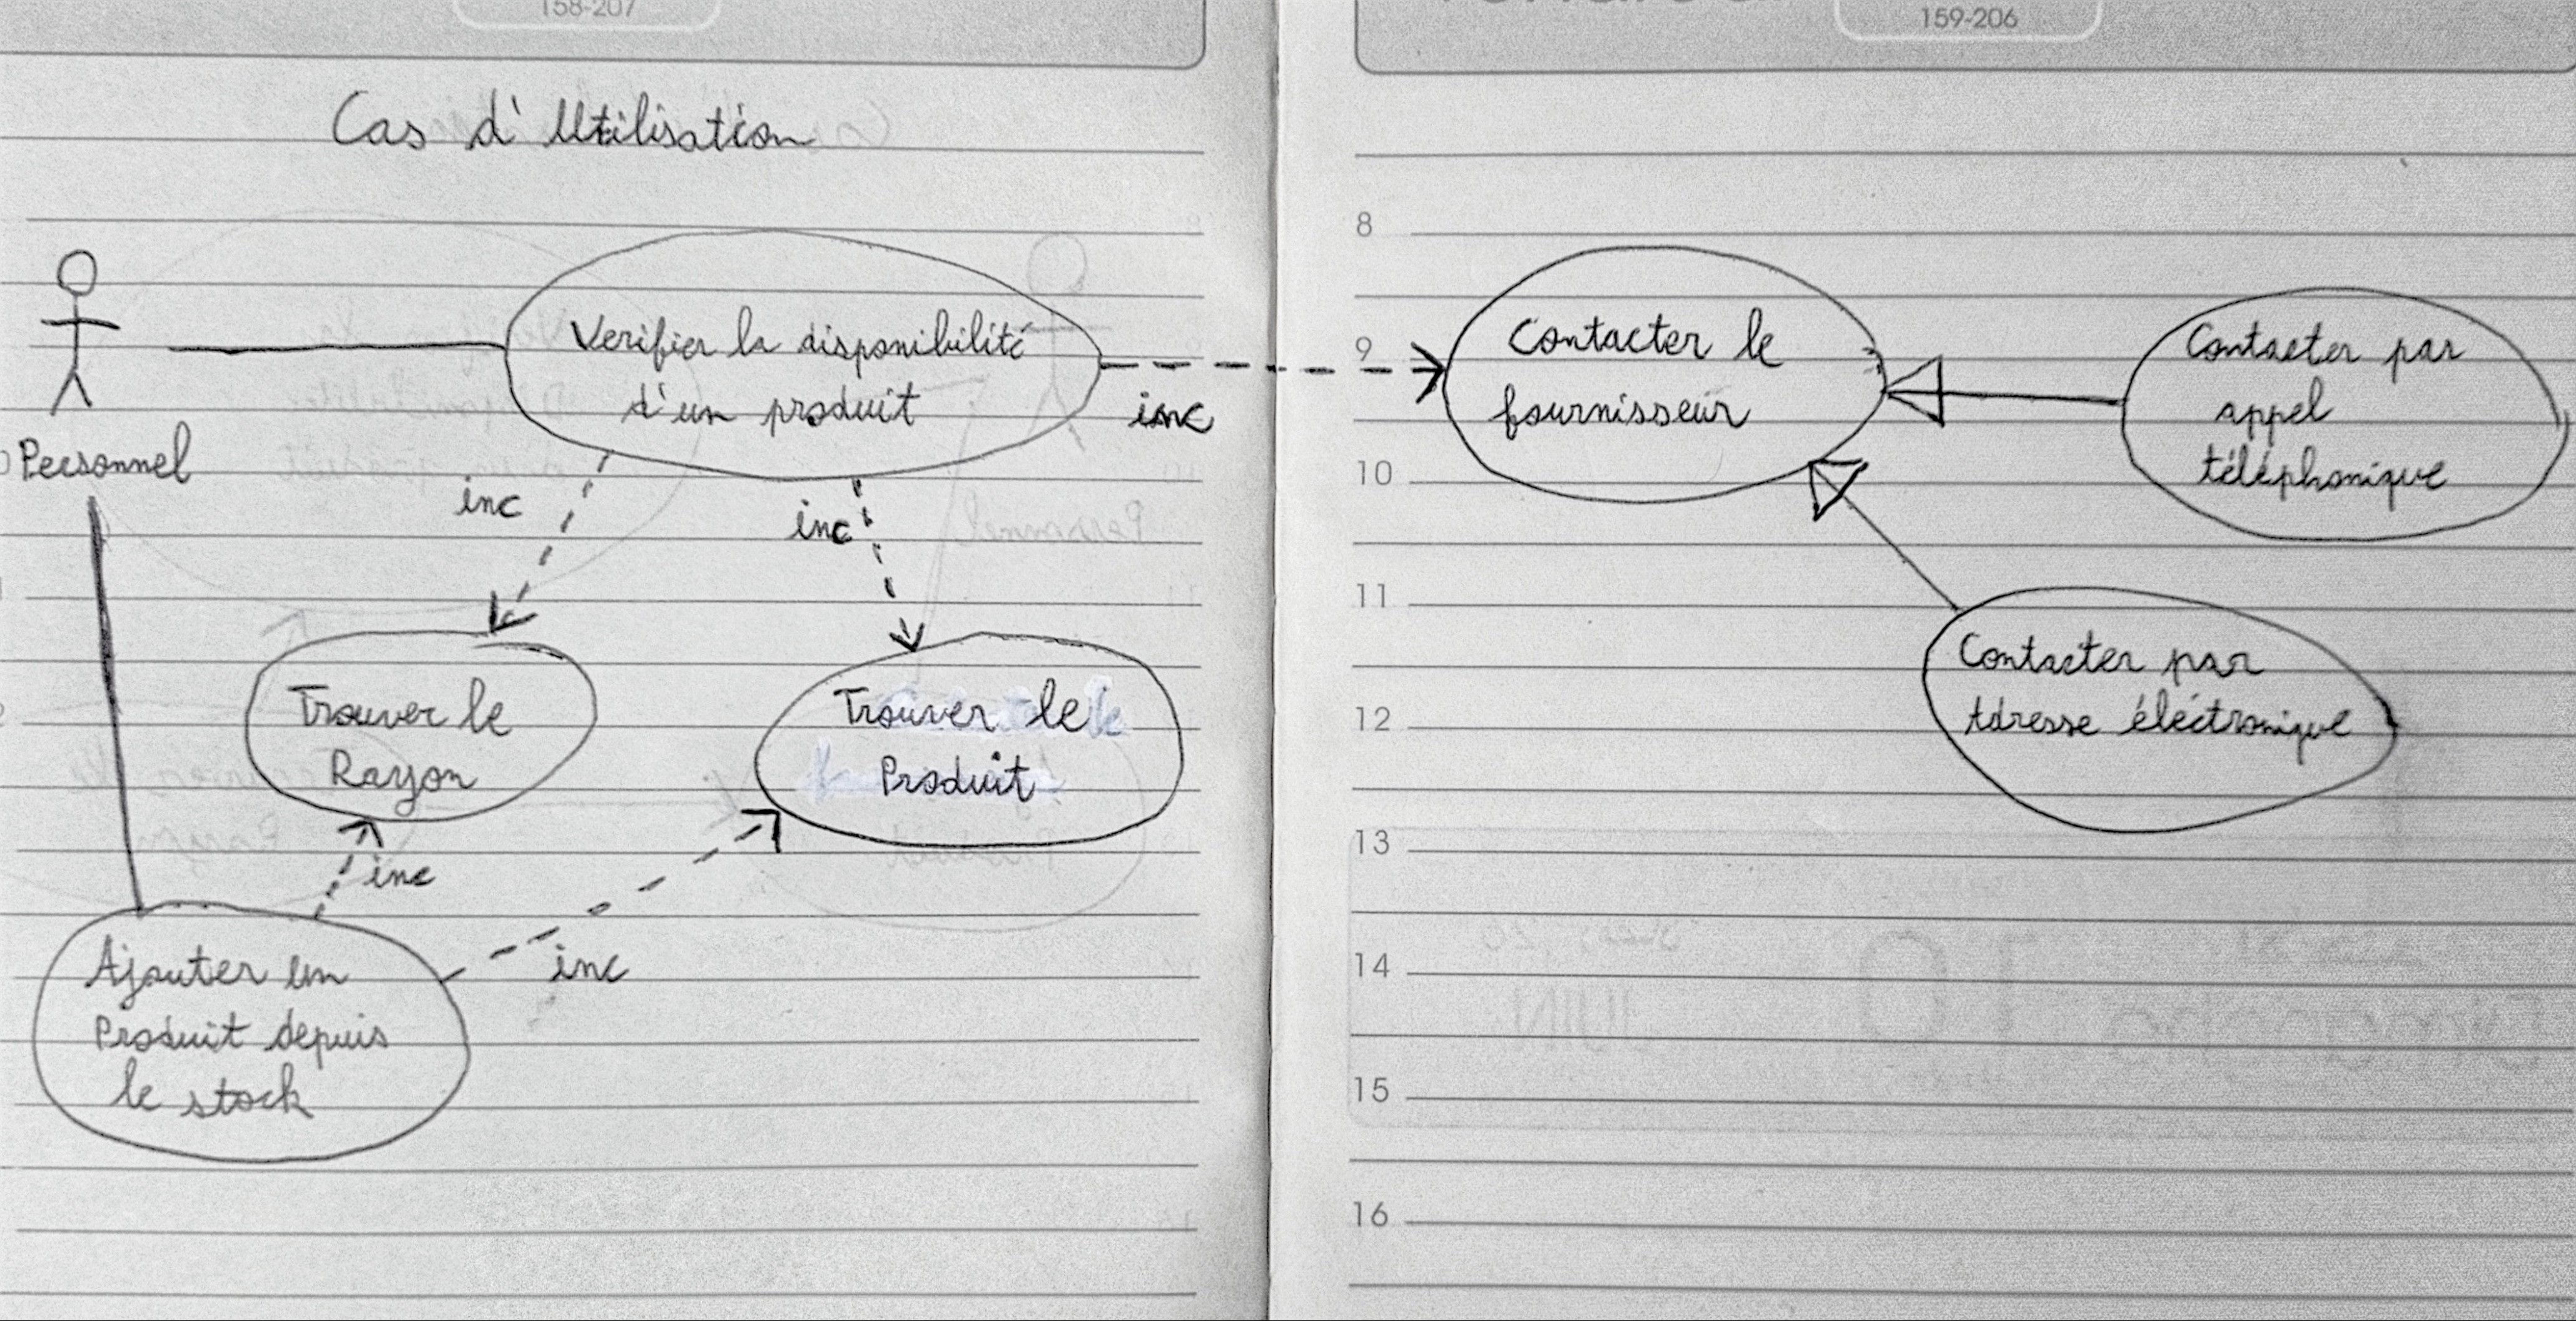 158-207
159-206
Cas d'Utilisation
Personnel
Verifier la disponibilité
d'un produit
inc
inc
inc
Trouver le
Rayon
Trouver le
Produit
inc
inc
Ajouter un
Produit depuis
le stock
8
9
10
11
12
13
14
15
16
Contacter le
fournisseur
Contacter par
appel
téléphonique
Contacter par
Adresse éléctronique